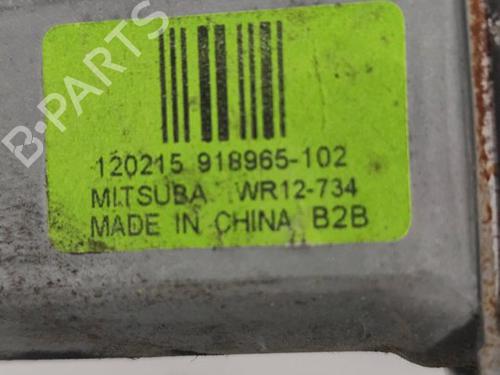 B-PARTS
120215 918965-102
MITSUBA WR12-734
MADE IN CHINA B2B